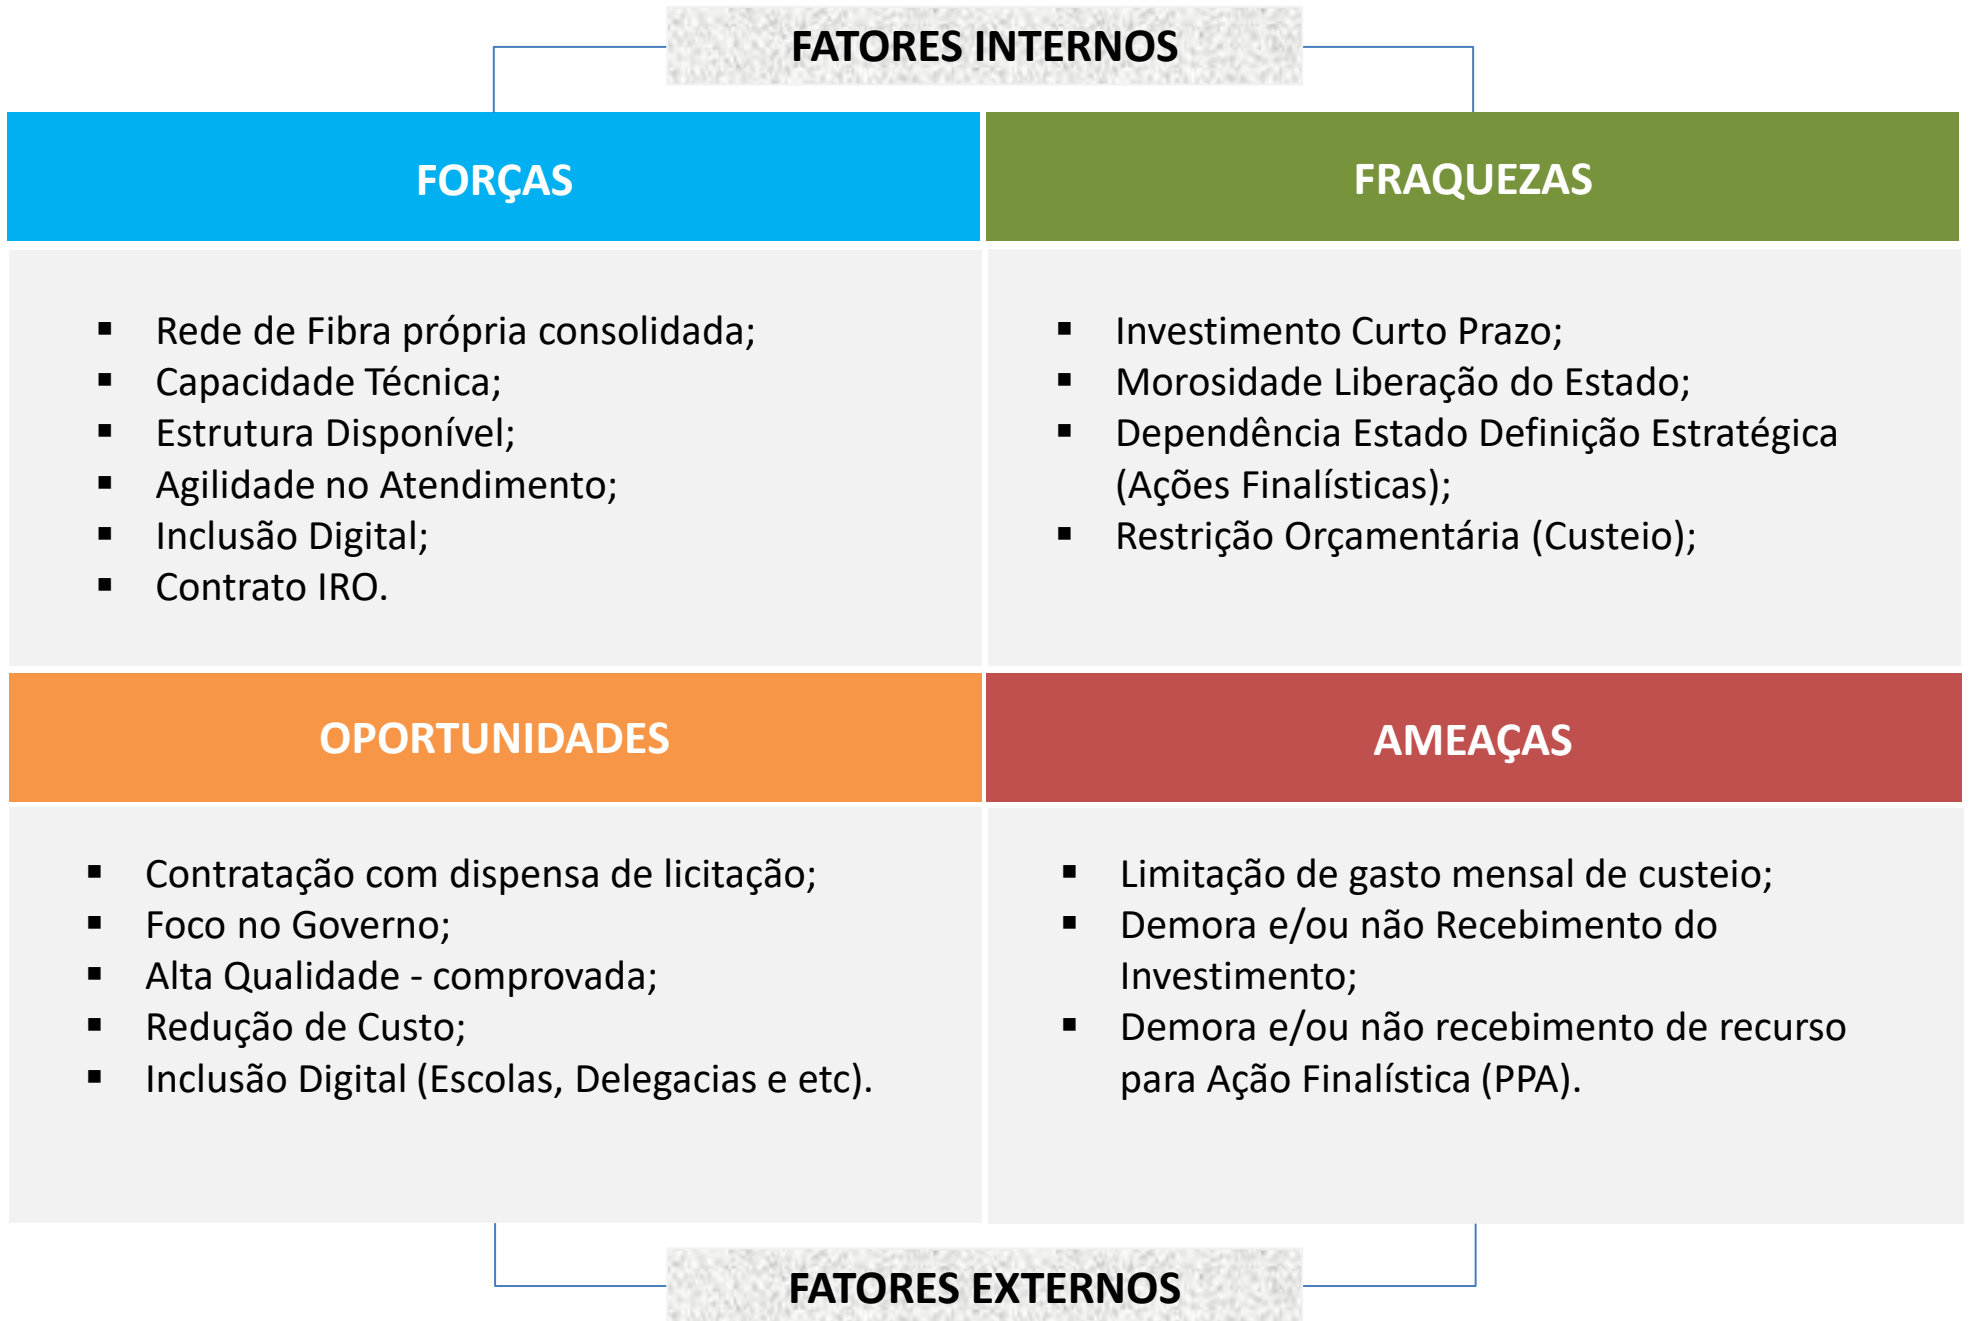 FATORES INTERNOS
FORÇAS
▪ Rede de Fibra própria consolidada;
▪ Capacidade Técnica;
▪ Estrutura Disponível;
▪ Agilidade no Atendimento;
▪ Inclusão Digital;
▪ Contrato IRO.
FRAQUEZAS
▪ Investimento Curto Prazo;
▪ Morosidade Liberação do Estado;
▪ Dependência Estado Definição Estratégica
(Ações Finalísticas);
▪ Restrição Orçamentária (Custeio);
OPORTUNIDADES
▪ Contratação com dispensa de licitação;
▪ Foco no Governo;
▪ Alta Qualidade - comprovada;
▪ Redução de Custo;
▪ Inclusão Digital (Escolas, Delegacias e etc).
AMEAÇAS
▪ Limitação de gasto mensal de custeio;
▪ Demora e/ou não Recebimento do
Investimento;
▪ Demora e/ou não recebimento de recurso
para Ação Finalística (PPA).
FATORES EXTERNOS